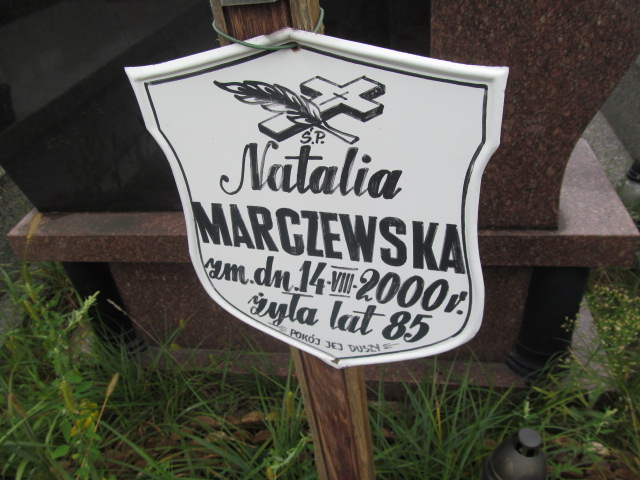 Ś.P.
Natalia
MARCZEWSKA
zm. dn. 14-VIII-2000 r.
żyła lat 85
POKÓJ JEJ DUSZY